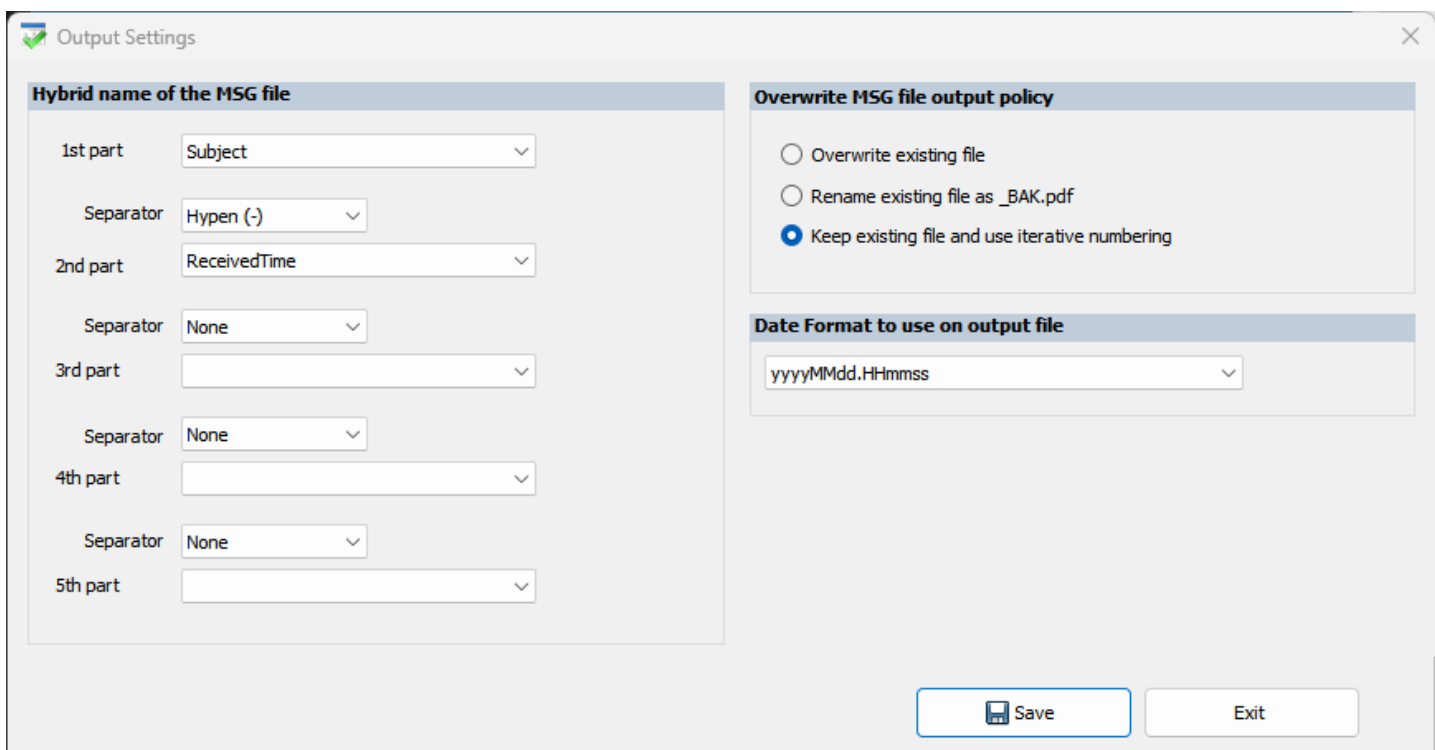 Output Settings
Hybrid name of the MSG file
1st part Subject
Separator Hypen (-)
2nd part ReceivedTime
Separator None
3rd part
Separator None
4th part
Separator None
5th part
Overwrite MSG file output policy
Overwrite existing file
Rename existing file as _BAK.pdf
Keep existing file and use iterative numbering
Date Format to use on output file
yyyyMMdd.HHmmss
Save Exit